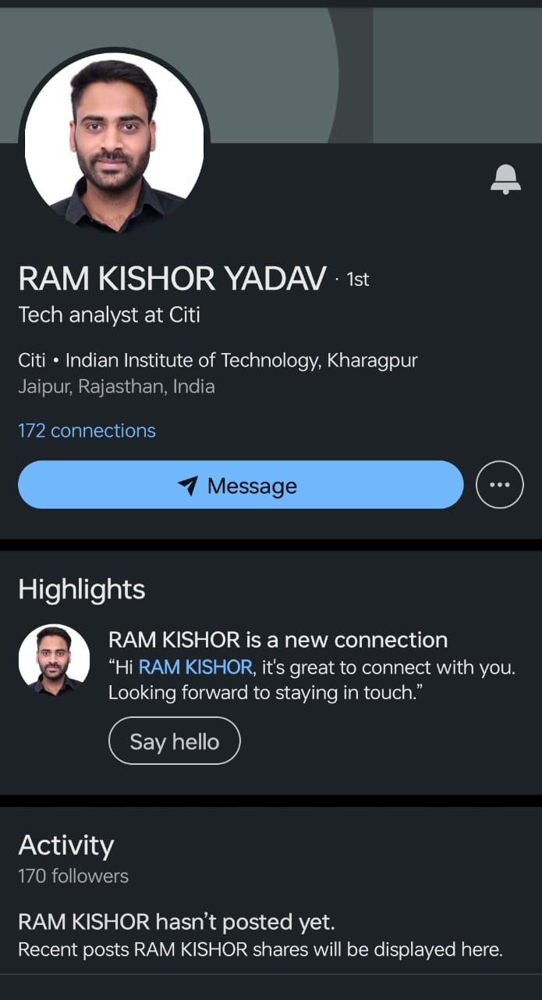 RAM KISHOR YADAV · 1st
Tech analyst at Citi
Citi • Indian Institute of Technology, Kharagpur
Jaipur, Rajasthan, India
172 connections
Message
Highlights
RAM KISHOR is a new connection
“Hi RAM KISHOR, it's great to connect with you.
Looking forward to staying in touch.”
Say hello
Activity
170 followers
RAM KISHOR hasn’t posted yet.
Recent posts RAM KISHOR shares will be displayed here.